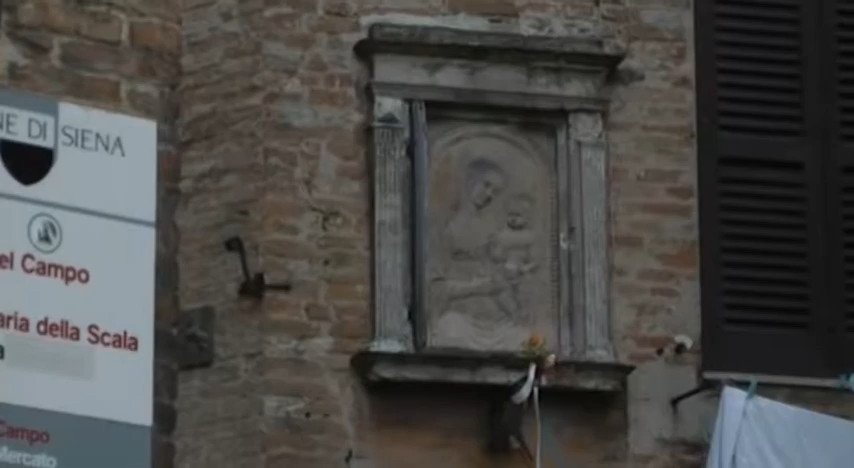 NE DI SIENA
el Campo
aria della Scala
a
Campo
Mercato